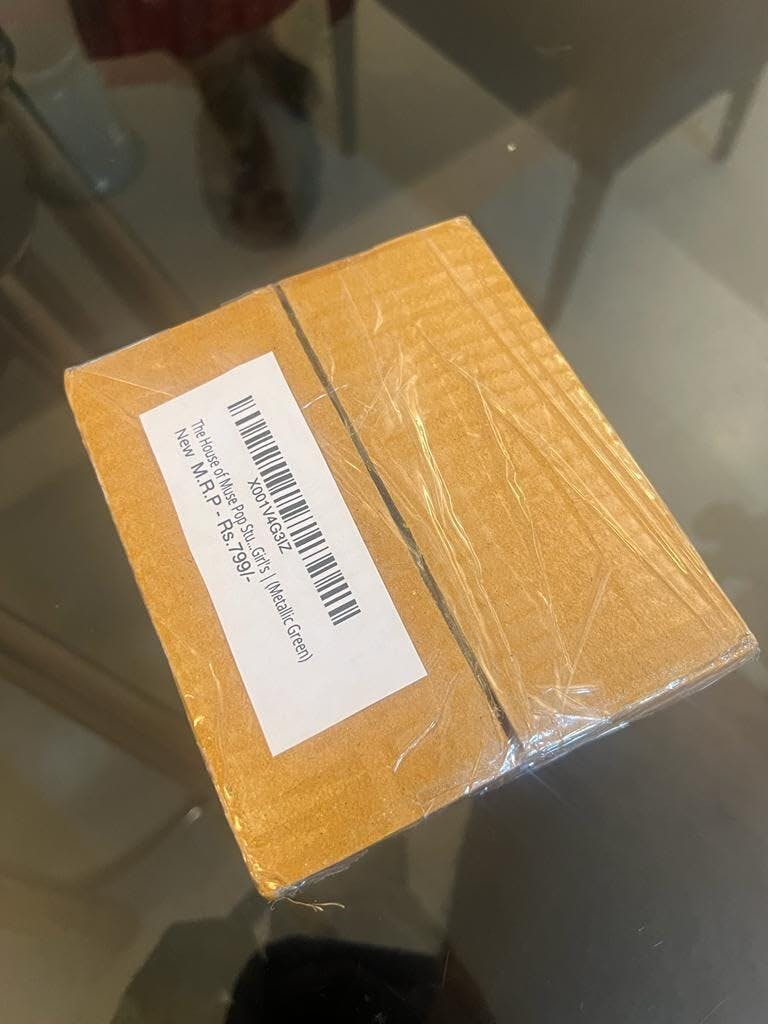 X001V4G3IZ
The House of Muse Pop Stu...Girl's | (Metallic Green)
New M.R.P - Rs.799/-